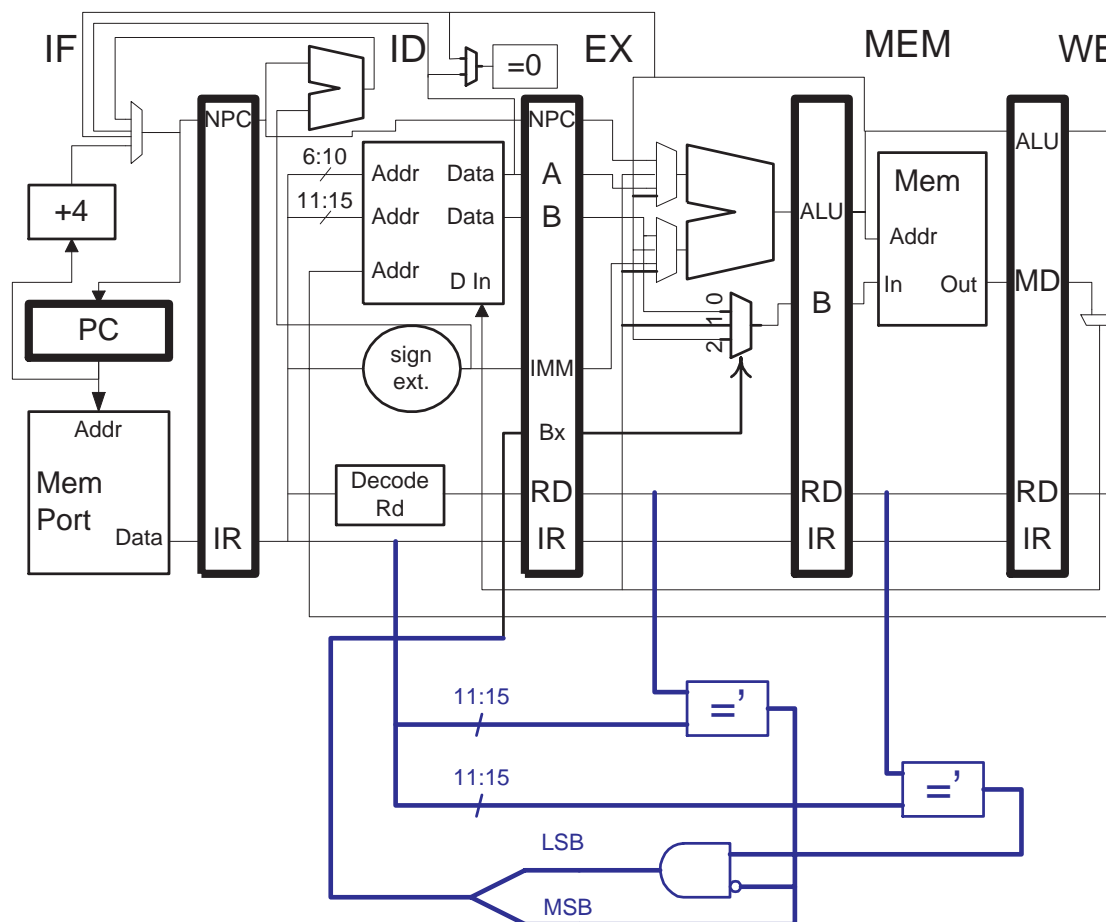 IF
ID
EX
MEM
WB
=0
NPC
NPC
+4
6:10
11:15
Addr
Data
Addr
Data
Addr
D In
A
B
ALU
ALU
Mem
Addr
In
Out
MD
PC
sign
ext.
IMM
0
1
2
B
Bx
Addr
Mem
Port
Data
Decode
Rd
RD
RD
RD
IR
IR
IR
IR
11:15
='
11:15
='
LSB
MSB